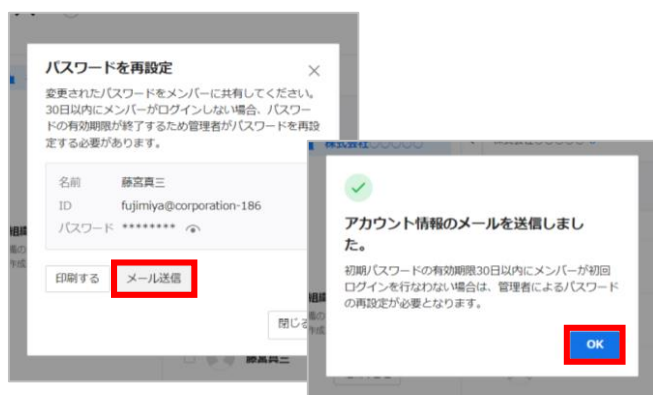 パスワードを再設定
変更されたパスワードをメンバーに共有してください。
30日以内にメンバーがログインしない場合、パスワー
ドの有効期限が終了するため管理者がパスワードを再設
定する必要があります。
名前 藤宮真三
ID fujimiya@corporation-186
パスワード ********
印刷する メール送信
閉じる
藤宮真三
株式会社○○○○○
アカウント情報のメールを送信しまし
た。
初期パスワードの有効期限30日以内にメンバーが初回
ログインを行なわない場合は、管理者によるパスワード
の再設定が必要となります。
OK